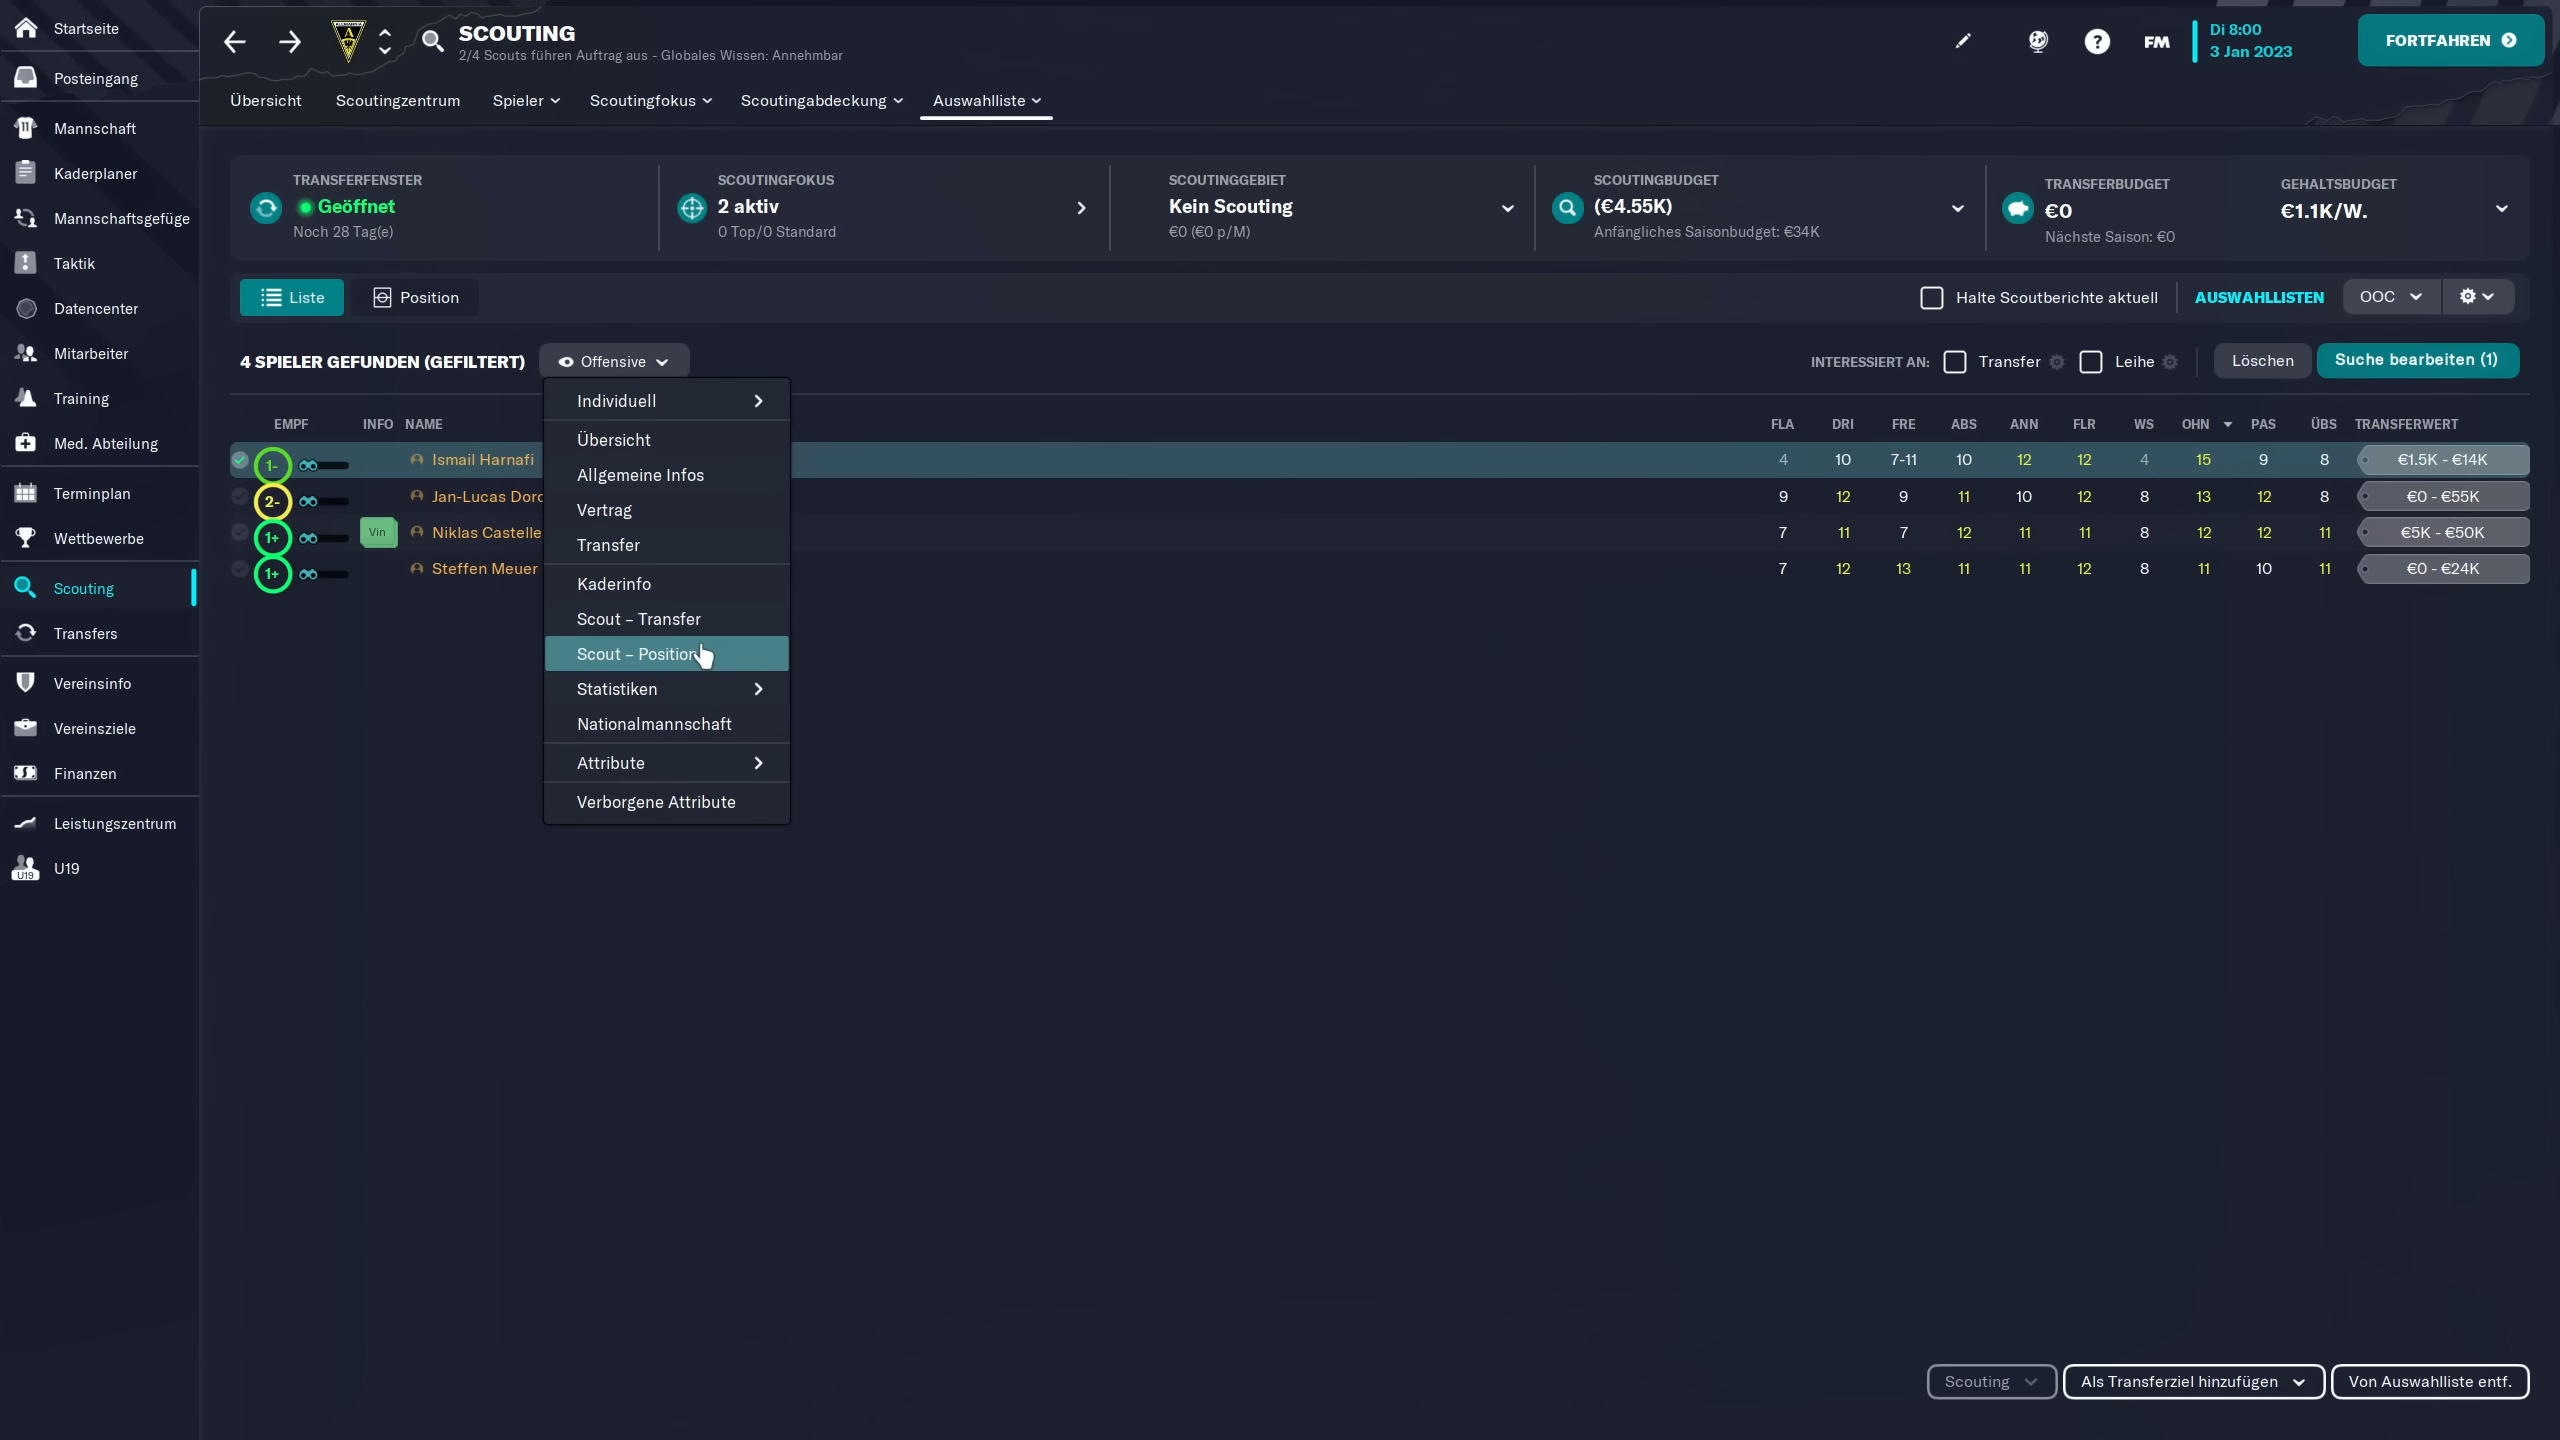 Startseite
Posteingang
Mannschaft
Kaderplaner
Mannschaftsgefüge
Taktik
Datencenter
Mitarbeiter
Training
Med. Abteilung
Terminplan
Wettbewerbe
Scouting
Transfers
Vereinsinfo
Vereinsziele
Finanzen
Leistungszentrum
U19
U19
SCOUTING
2/4 Scouts führen Auftrag aus - Globales Wissen: Annehmbar
FM
Di 8:00
3 Jan 2023
FORTFAHREN
Übersicht Scoutingzentrum Spieler Scoutingfokus Scoutingabdeckung Auswahlliste
TRANSFERFENSTER
Geöffnet
Noch 28 Tag(e)
SCOUTINGFOKUS
2 aktiv
0 Top/0 Standard
SCOUTINGGEBIET
Kein Scouting
€0 (€0 p/M)
SCOUTINGBUDGET
(€4.55K)
Anfängliches Saisonbudget: €34K
TRANSFERBUDGET
€0
Nächste Saison: €0
GEHALTSBUDGET
€1.1K/W.
Liste Position Halte Scoutberichte aktuell AUSWAHLLISTEN OOC
4 SPIELER GEFUNDEN (GEFILTERT) Offensive INTERESSIERT AN: Transfer Leihe Löschen Suche bearbeiten (1)
EMPF INFO NAME FLA DRI FRE ABS ANN FLR WS OHN PAS ÜBS TRANSFERWERT
1- Ismail Harnafi 4 10 7-11 10 12 12 4 15 9 8 €1.5K - €14K
2- Jan-Lucas 9 12 9 11 10 12 8 13 12 8 €0 - €55K
1+ Vin Niklas Castelle 7 11 7 12 11 11 8 12 12 11 €5K - €50K
1+ Steffen Meuer 7 12 13 11 11 12 8 11 10 11 €0 - €24K
Individuell
Übersicht
Allgemeine Infos
Vertrag
Transfer
Kaderinfo
Scout – Transfer
Scout – Position
Statistiken
Nationalmannschaft
Attribute
Verborgene Attribute
Scouting Als Transferziel hinzufügen Von Auswahlliste entf.